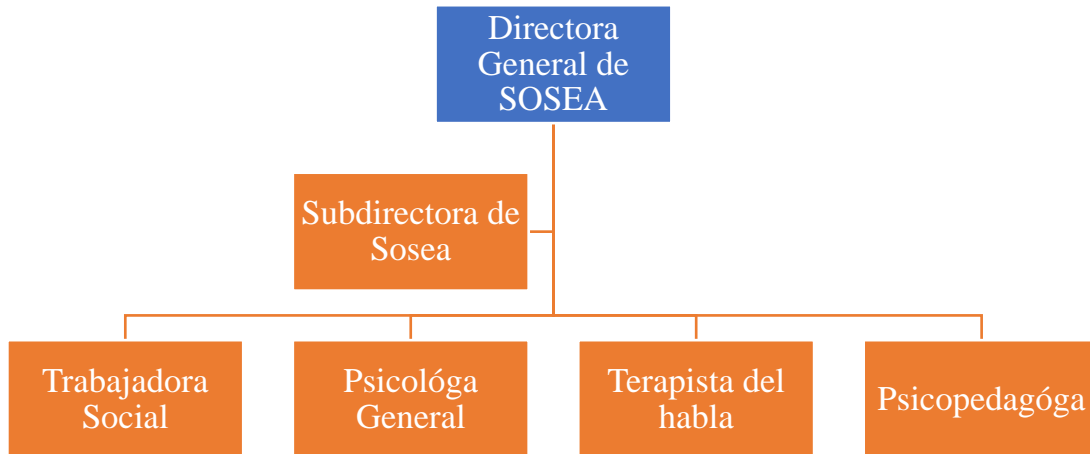 Directora
General de
SOSEA
Subdirectora de
Sosea
Trabajadora
Social
Psicológa
General
Terapista del
habla
Psicopedagóga